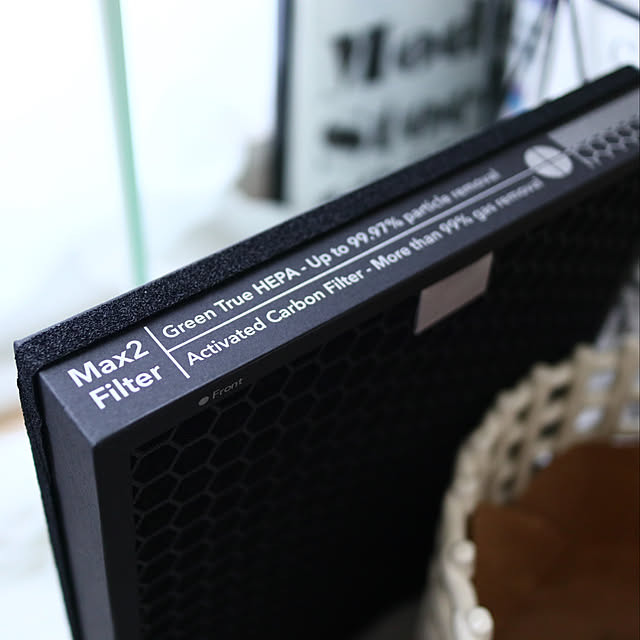 Max2
Filter
Green True HEPA - Up to 99.97% particle removal
Activated Carbon Filter - More than 99% gas removal
Front